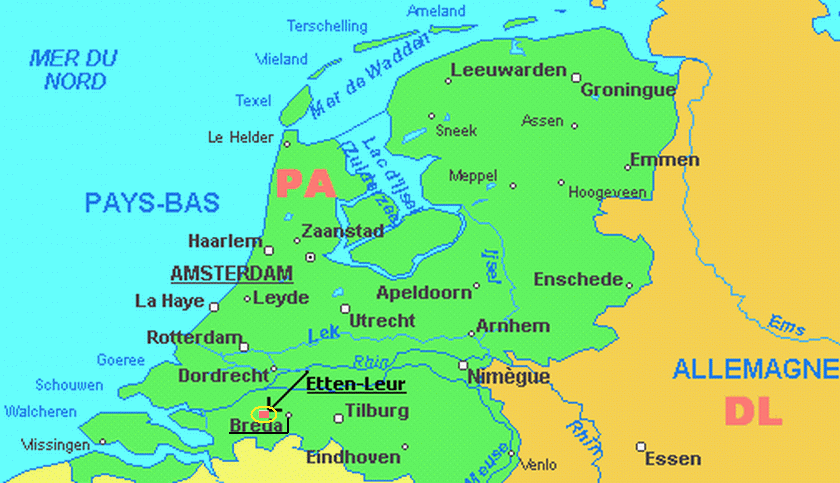 Ameland
Terschelling
MER DU
NORD
Vieland
Mer de Wadden
Leeuwarden
Groningue
Texel
Sneek
Assen
Le Helder
Lac d'Ijssel
(Zuiderzee)
Emmen
Meppel
Hoogeveen
PA
PAYS-BAS
Zaanstad
Haarlem
AMSTERDAM
Ijsel
Enschede
Apeldoorn
La Haye
Leyde
Utrecht
Arnhem
Ems
Rotterdam
Lek
Goeree
Rhin
ALLEMAGNE
Dordrecht
Nimègue
Schouwen
Etten-Leur
DL
Walcheren
Tilburg
Breda
Rhin
Vlissingen
Eindhoven
Meuse
Venlo
Essen